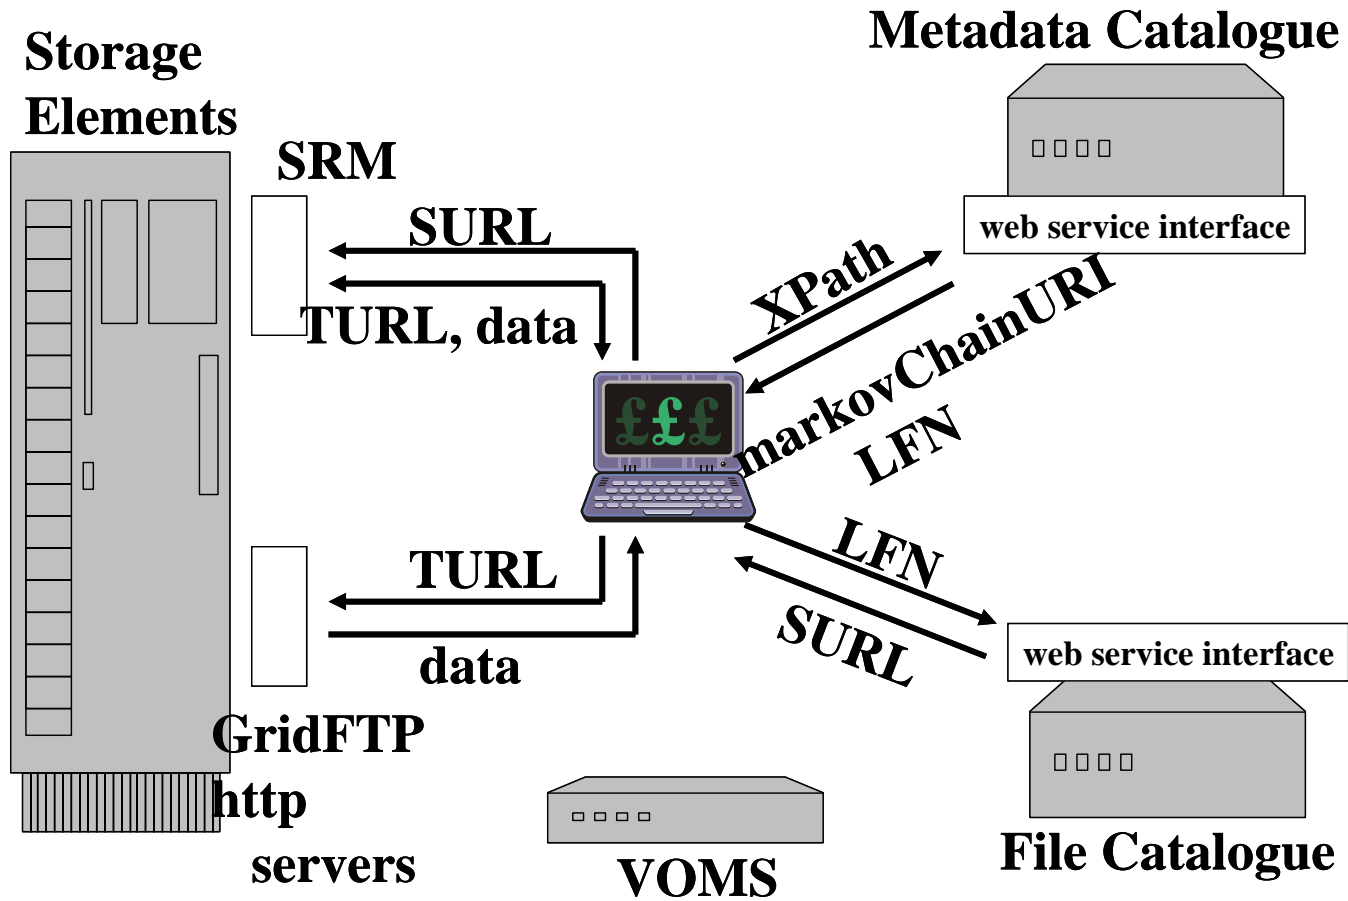 Storage
Elements
Metadata Catalogue
SRM
SURL
TURL, data
web service interface
XPath
markovChainURI
LFN
£££
LFN
SURL
TURL
data
web service interface
GridFTP
http
servers
VOMS
File Catalogue